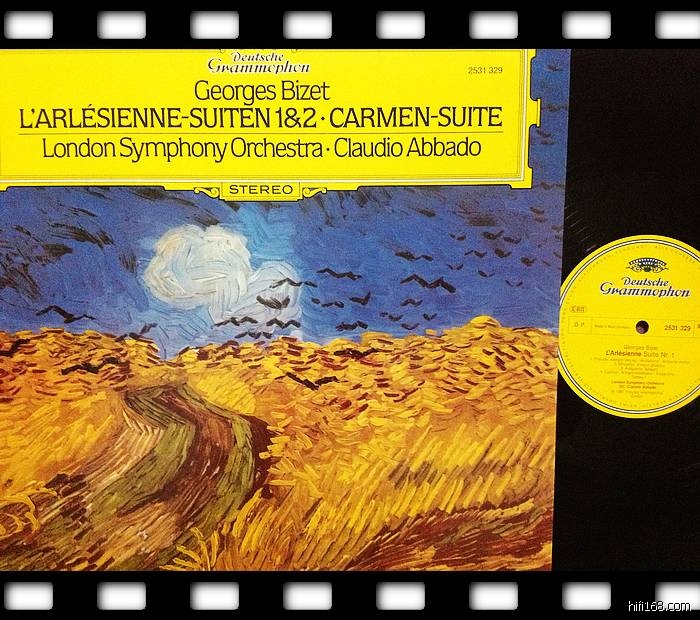 Deutsche
Grammophon
2531 329
Georges Bizet
L'ARLÉSIENNE-SUITEN 1&2 · CARMEN-SUITE
London Symphony Orchestra · Claudio Abbado
STEREO
Deutsche
Grammophon
2531 329
Georges Bizet
L'Arlésienne Suite Nr. 1
London Symphony Orchestra
Claudio Abbado
hifi168.com